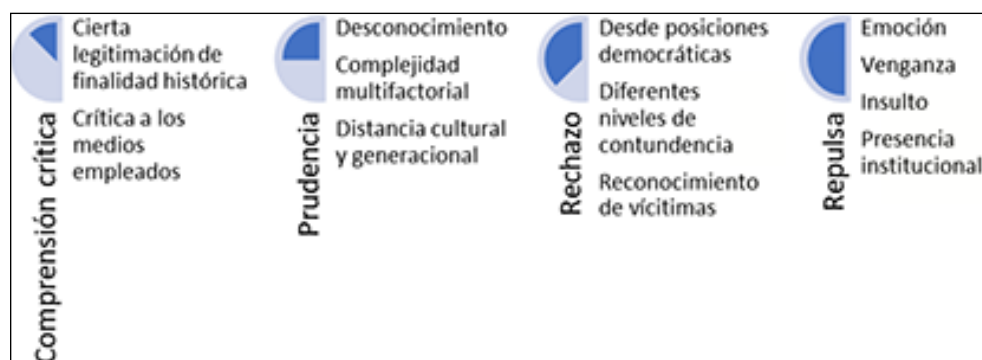 Comprensión crítica
Cierta
legitimación de
finalidad histórica
Crítica a los
medios
empleados
Prudencia
Desconocimiento
Complejidad
multifactorial
Distancia cultural
y generacional
Rechazo
Desde posiciones
democráticas
Diferentes
niveles de
contundencia
Reconocimiento
de vícitimas
Repulsa
Emoción
Venganza
Insulto
Presencia
institucional